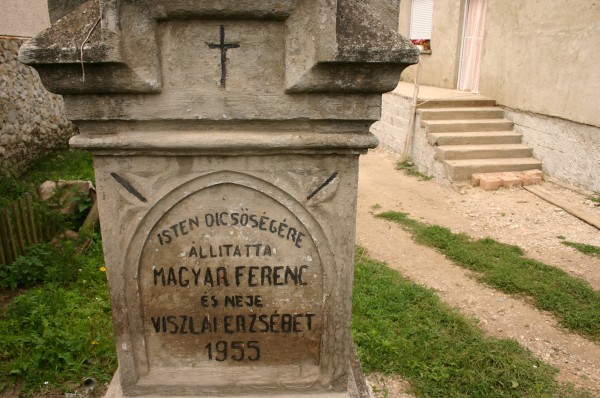 ISTEN DICSŐSÉGÉRE
ÁLLITATTA
MAGYAR FERENC
ÉS NEJE
VISZLAI ERZSÉBET
1955